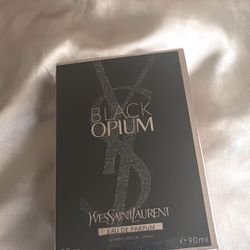 BLACK
OPIUM
YVESSAINTLAURENT
EAU DE PARFUM
℮ 90ml